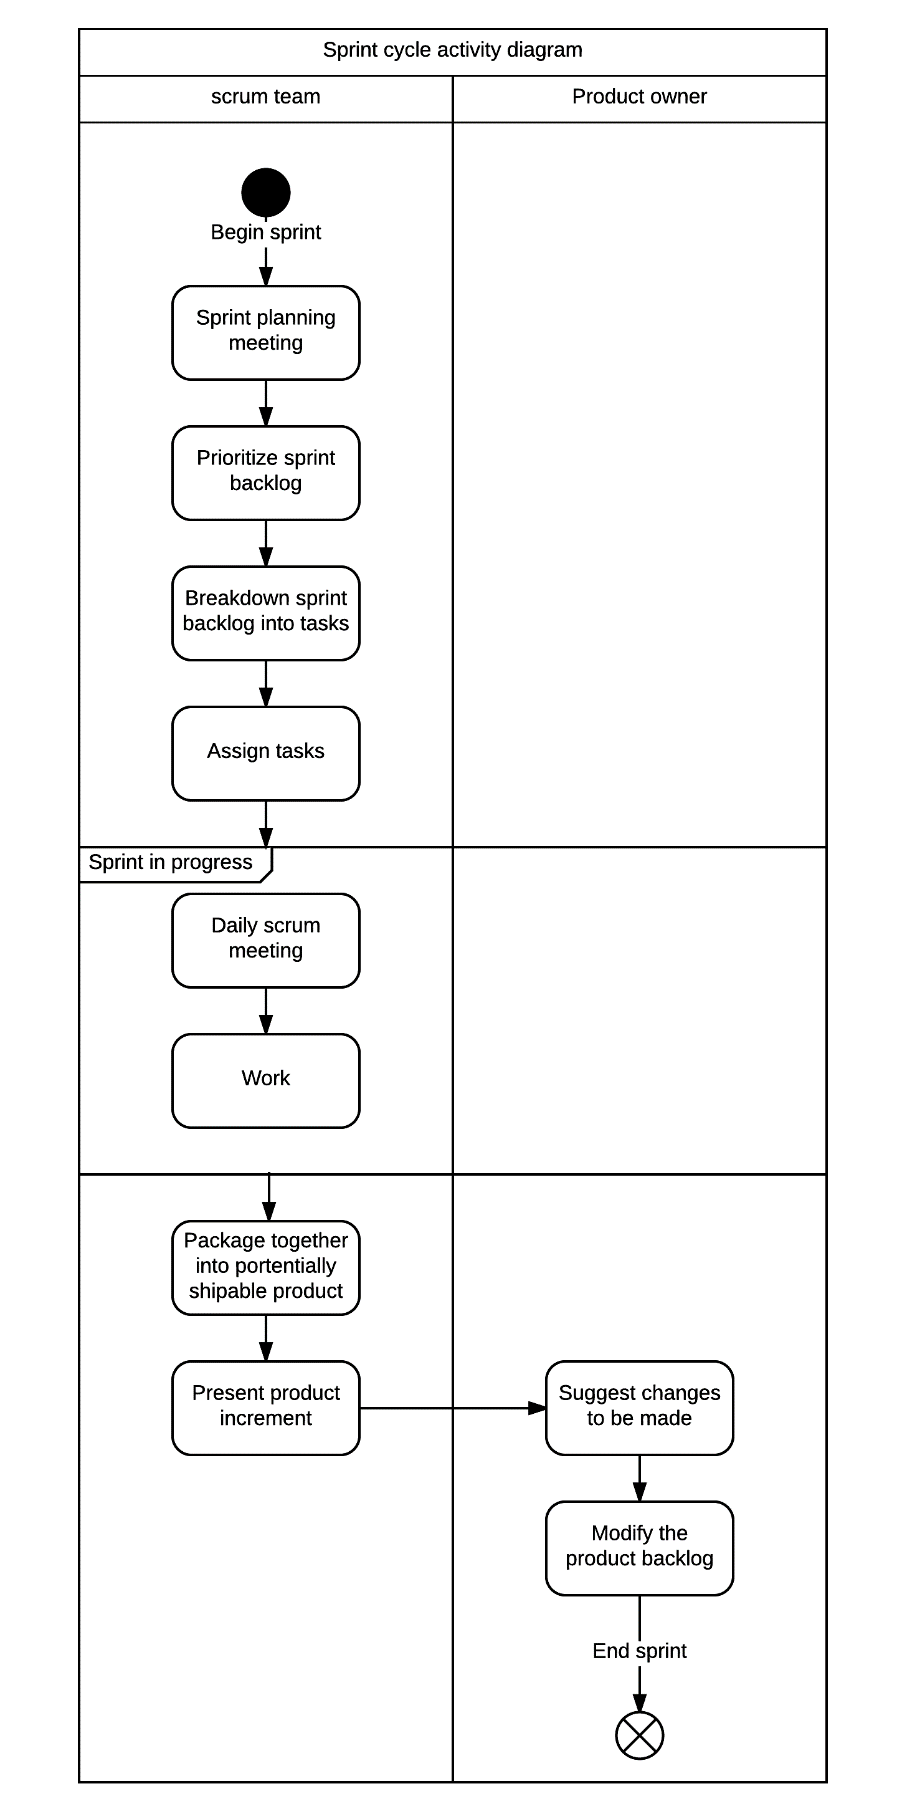 Sprint cycle activity diagram
scrum team
Product owner
Begin sprint
Sprint planning
meeting
Prioritize sprint
backlog
Breakdown sprint
backlog into tasks
Assign tasks
Sprint in progress
Daily scrum
meeting
Work
Package together
into portentially
shipable product
Present product
increment
Suggest changes
to be made
Modify the
product backlog
End sprint